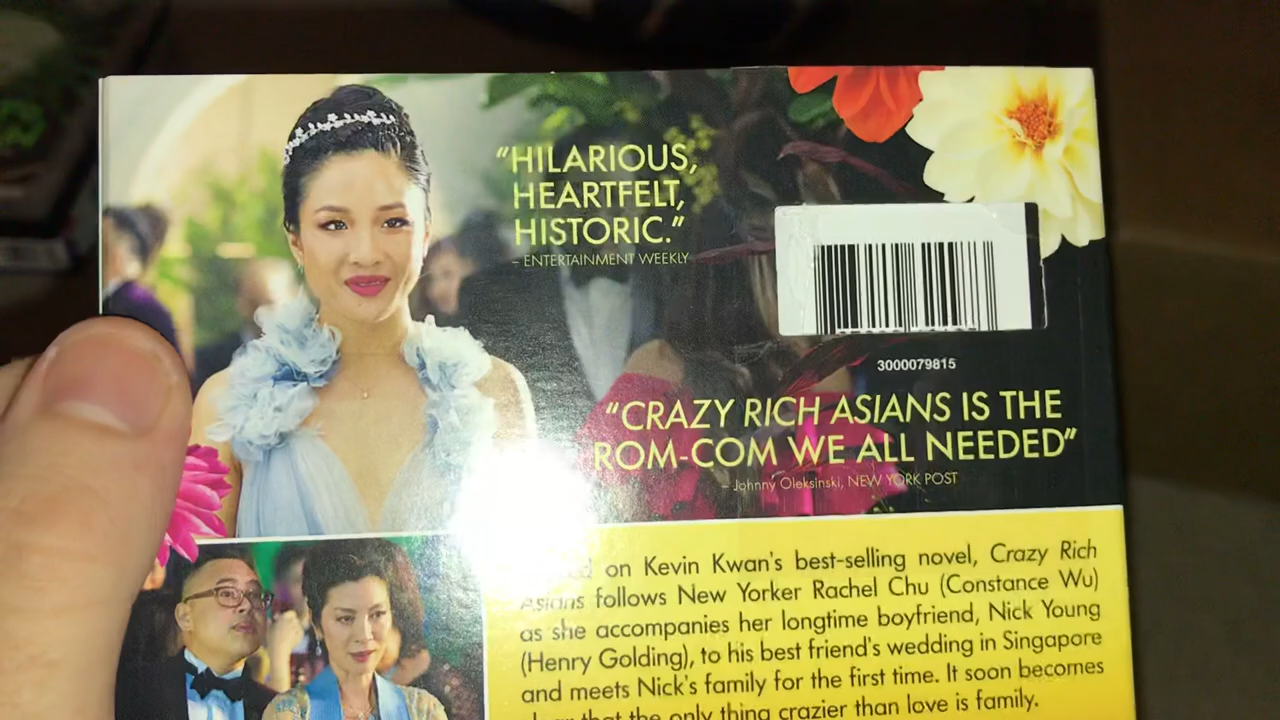 “HILARIOUS,
HEARTFELT,
HISTORIC.”
– ENTERTAINMENT WEEKLY
3000079815
“CRAZY RICH ASIANS IS THE
ROM-COM WE ALL NEEDED”
– Johnny Oleksinski, NEW YORK POST
on Kevin Kwan's best-selling novel, Crazy Rich
Asians follows New Yorker Rachel Chu (Constance Wu)
as she accompanies her longtime boyfriend, Nick Young
(Henry Golding), to his best friend's wedding in Singapore
and meets Nick's family for the first time. It soon becomes
that the only thing crazier than love is family.